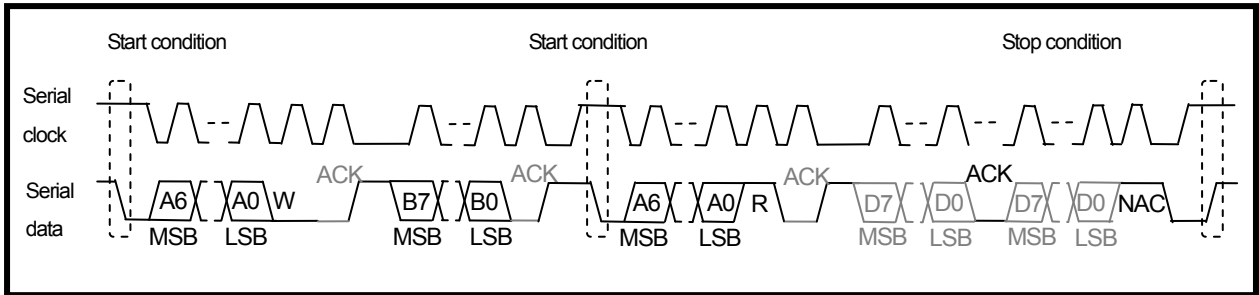 Start condition Start condition Stop condition
Serial
clock
ACK ACK ACK ACK
Serial
data
A6 A0 W B7 B0 A6 A0 R D7 D0 D7 D0 NAC
MSB LSB MSB LSB MSB LSB MSB LSB MSB LSB